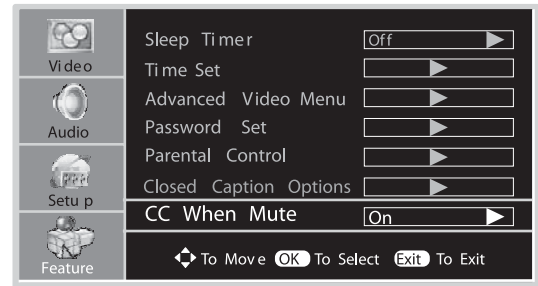 Video
Audio
Setup
Feature
Sleep Timer Off
Time Set
Advanced Video Menu
Password Set
Parental Control
Closed Caption Options
CC When Mute On
To Move OK To Select Exit To Exit